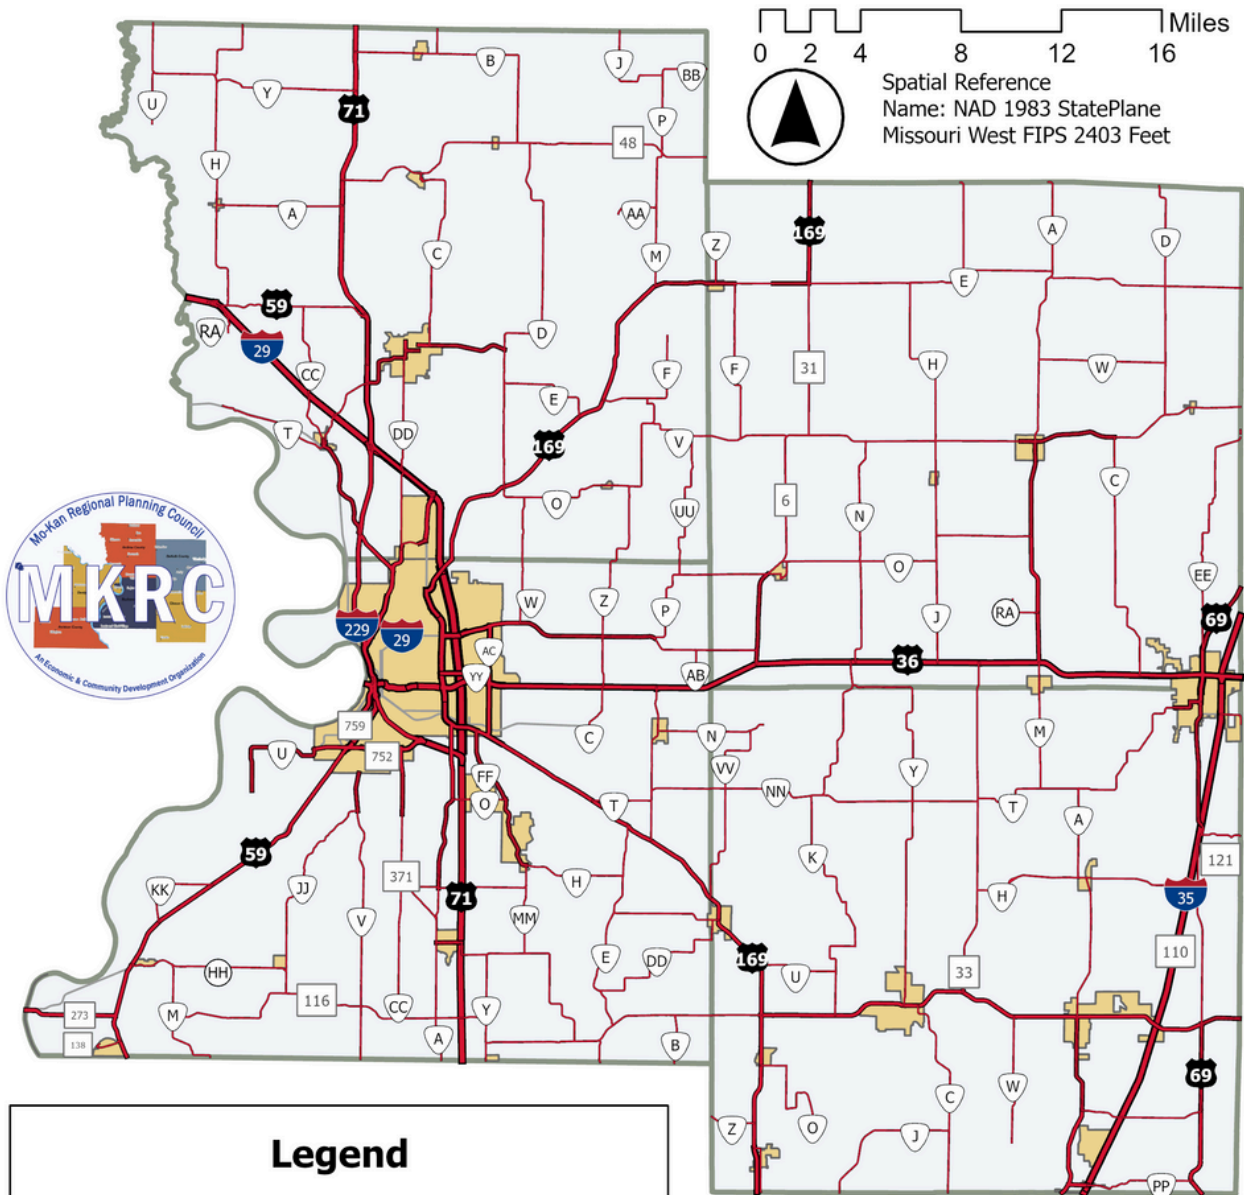 Miles
0 2 4 8 12 16
Spatial Reference
Name: NAD 1983 StatePlane
Missouri West FIPS 2403 Feet
B
J
BB
U
Y
71
P
48
H
A
AA
C
M
Z
169
A
D
E
59
RA
29
CC
D
F
F
31
H
W
E
T
DD
169
V
C
O
6
UU
N
Mo-Kan Regional Planning Council
MKRC
An Economic & Community Development Organization
O
EE
W
Z
P
RA
J
69
229
29
AC
YY
AB
36
759
752
U
C
N
M
FF
VV
Y
O
T
NN
T
A
59
K
121
KK
JJ
371
H
71
H
35
V
MM
E
DD
169
U
33
110
HH
273
M
116
CC
Y
138
A
B
69
W
C
Z
O
J
PP
Legend